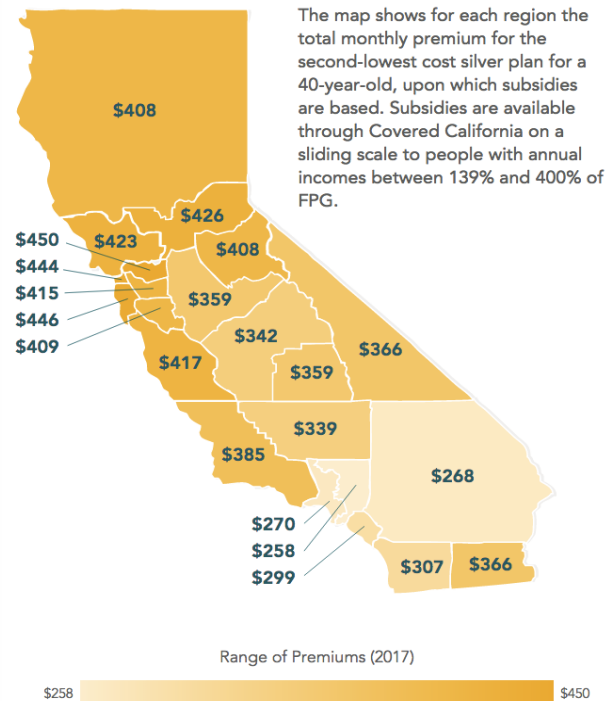 The map shows for each region the
total monthly premium for the
second-lowest cost silver plan for a
40-year-old, upon which subsidies
are based. Subsidies are available
through Covered California on a
sliding scale to people with annual
incomes between 139% and 400% of
FPG.
$408
$426
$450
$423
$408
$444
$415
$359
$446
$342
$409
$417
$366
$359
$339
$385
$268
$270
$258
$299
$307
$366
Range of Premiums (2017)
$258
$450